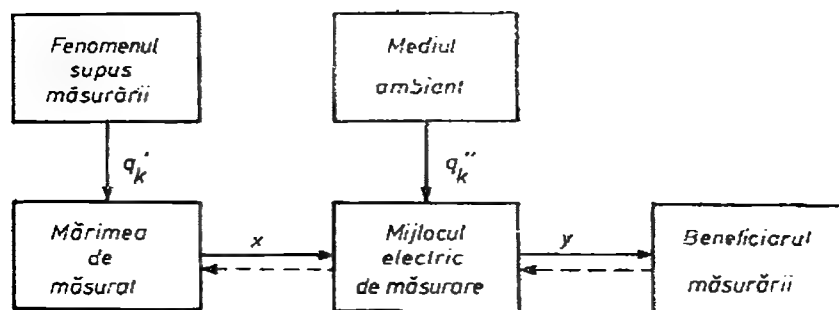 Fenomenul
supus
măsurării
Mediul
ambiant
q'k
q''k
Mărimea
de
măsurat
x
Mijlocul
electric
de măsurare
y
Beneficiarul
măsurării